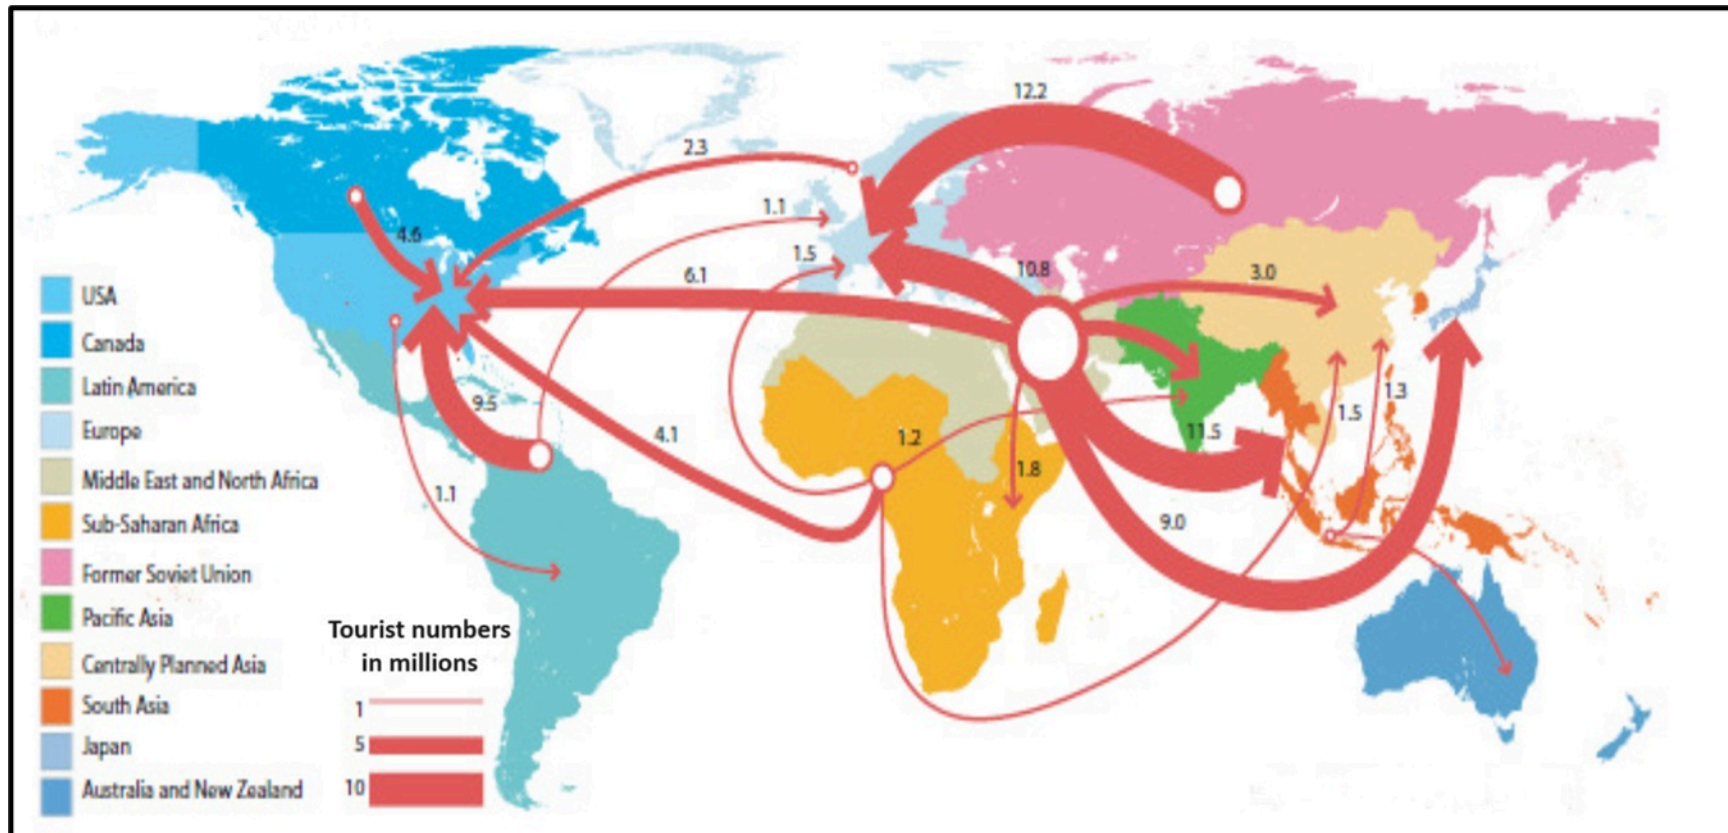 12.2
2.3
1.1
4.6
1.5
6.1
10.8
3.0
USA
Canada
Latin America
Europe
Middle East and North Africa
Sub-Saharan Africa
Former Soviet Union
Pacific Asia
Centrally Planned Asia
South Asia
Japan
Australia and New Zealand
9.5
4.1
1.2
1.3
1.5
11.5
1.8
1.1
9.0
Tourist numbers
in millions
1
5
10